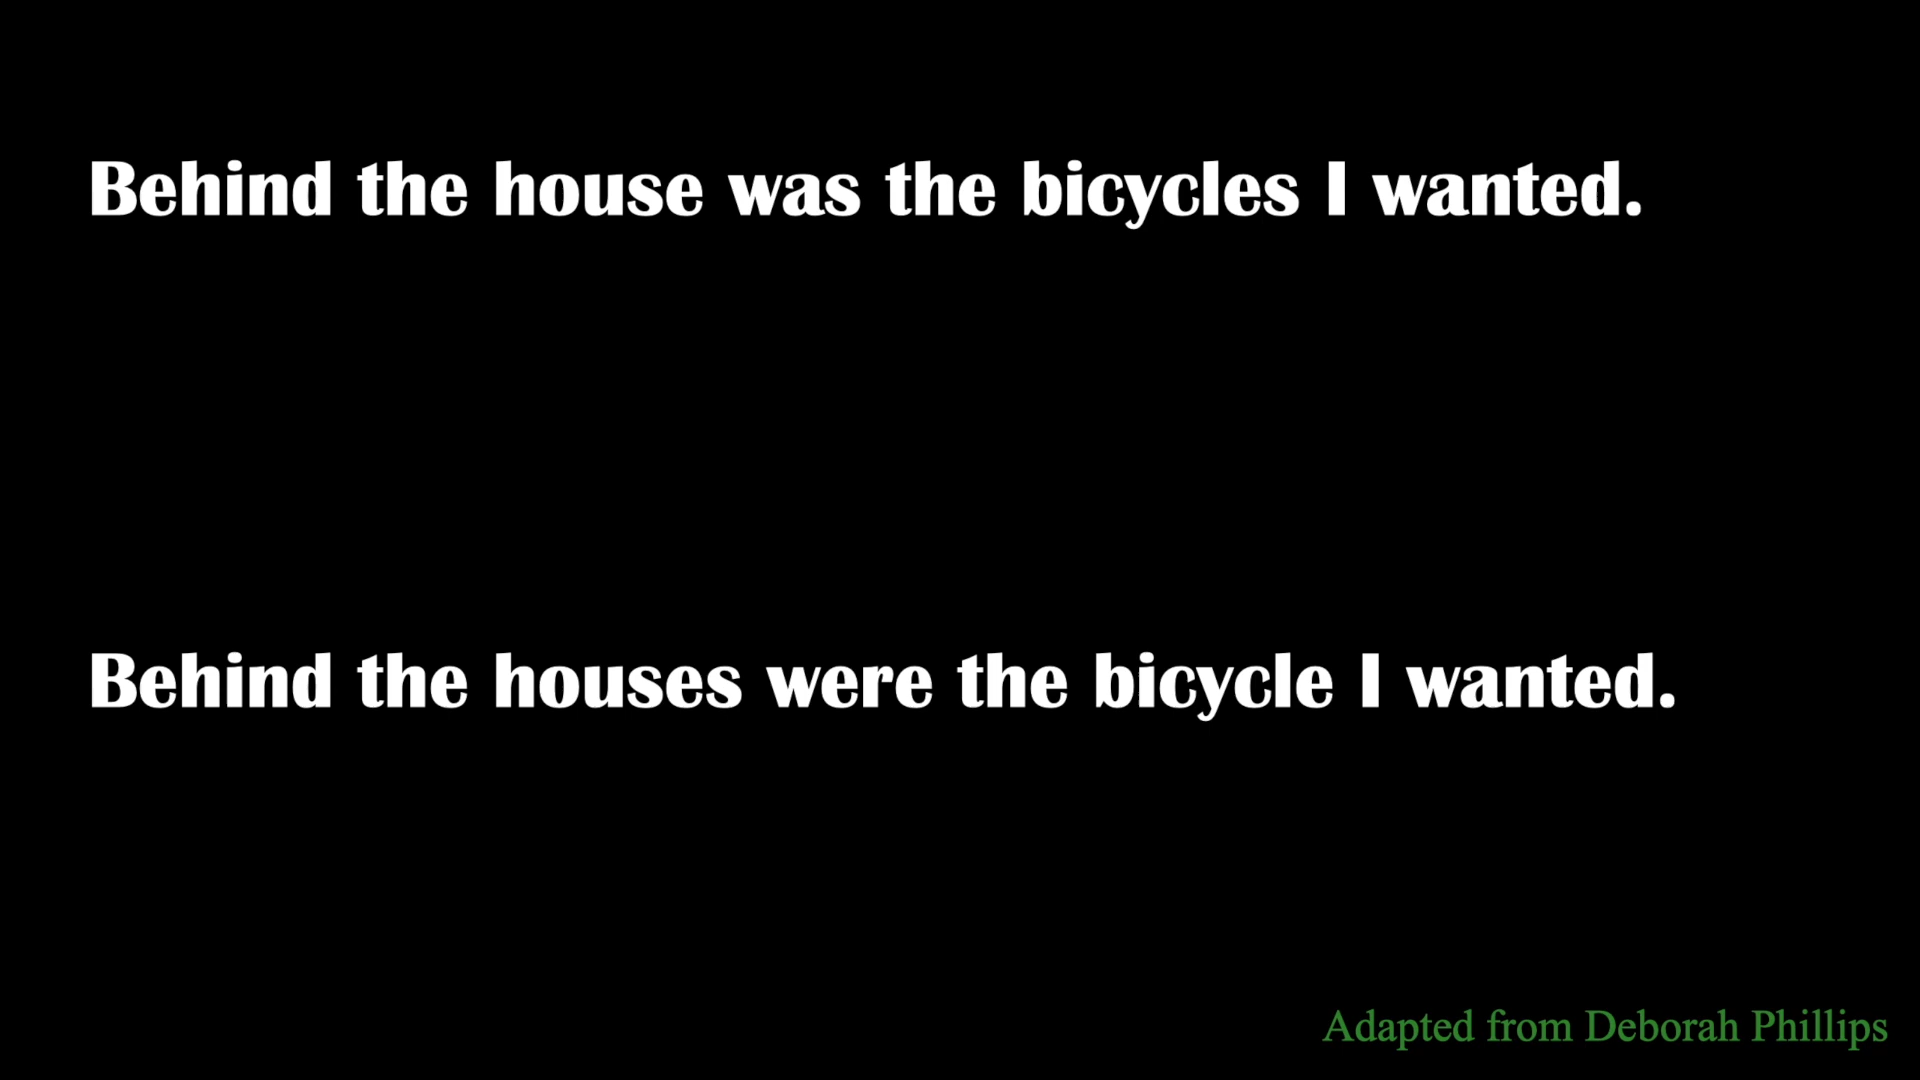 Behind the house was the bicycles I wanted.
Behind the houses were the bicycle I wanted.
Adapted from Deborah Phillips